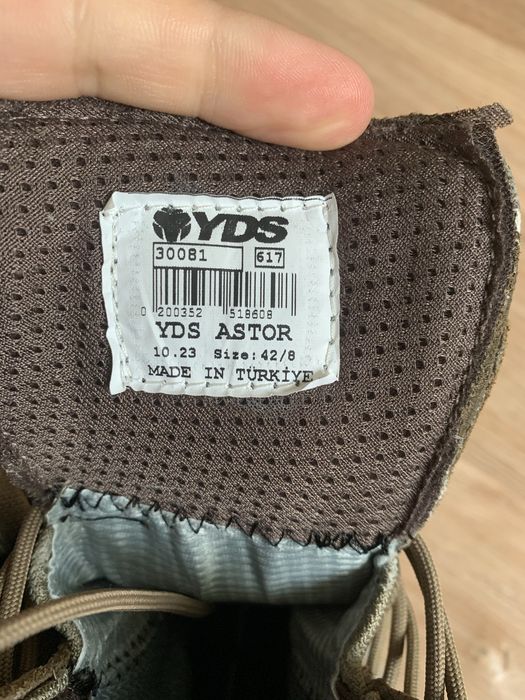 YDS
30081 617
0 200352 518608
YDS ASTOR
10.23 Size: 42/8
MADE IN TÜRKİYE